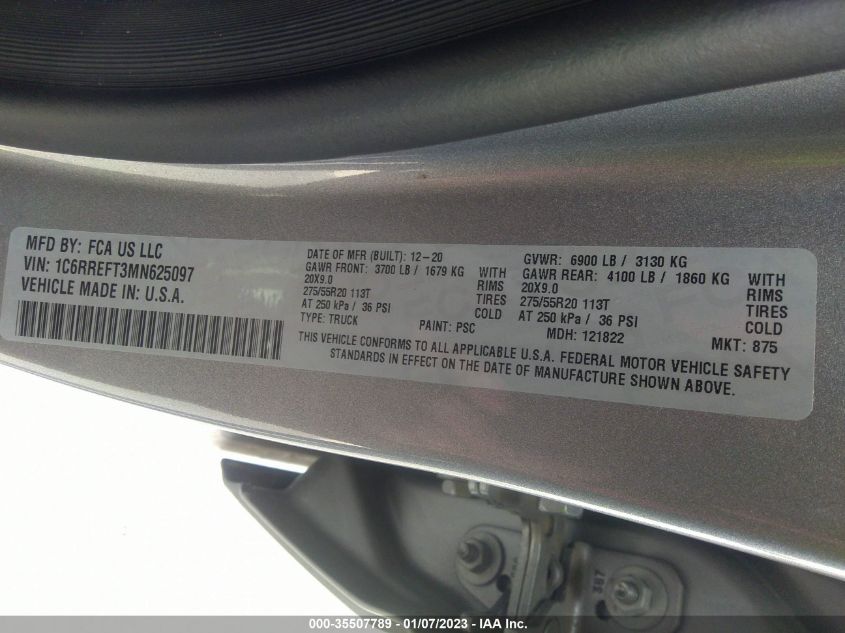 MFD BY: FCA US LLC
VIN: 1C6RREFT3MN625097
VEHICLE MADE IN: U.S.A.
DATE OF MFR (BUILT): 12-20
GAWR FRONT: 3700 LB / 1679 KG WITH
20X9.0 RIMS
275/55R20 113T TIRES
AT 250 kPa / 36 PSI COLD
TYPE: TRUCK PAINT: PSC
GVWR: 6900 LB / 3130 KG
GAWR REAR: 4100 LB / 1860 KG WITH
20X9.0 RIMS
275/55R20 113T TIRES
AT 250 kPa / 36 PSI COLD
MDH: 121822 MKT: 875
THIS VEHICLE CONFORMS TO ALL APPLICABLE U.S.A. FEDERAL MOTOR VEHICLE SAFETY
STANDARDS IN EFFECT ON THE DATE OF MANUFACTURE SHOWN ABOVE.
387
000-35507789 - 01/07/2023 - IAA Inc.